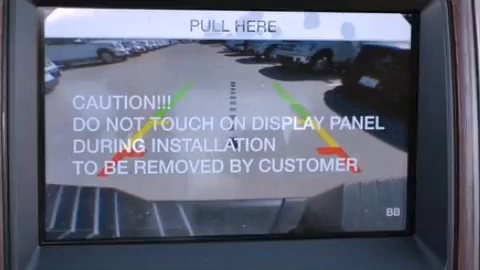 PULL HERE
CAUTION!!!
DO NOT TOUCH ON DISPLAY PANEL
DURING INSTALLATION
TO BE REMOVED BY CUSTOMER
B8